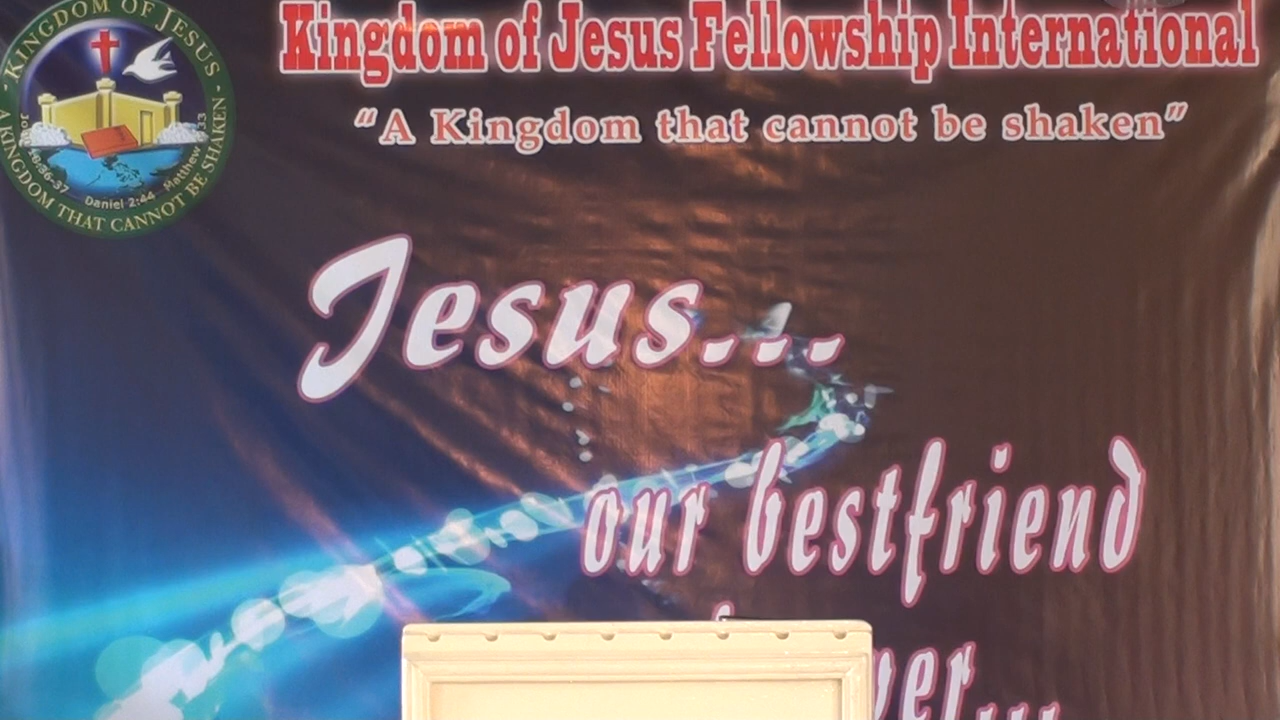 Kingdom of Jesus Fellowship International
“A Kingdom that cannot be shaken”
KINGDOM OF JESUS
A KINGDOM THAT CANNOT BE SHAKEN
Daniel 2:44
Jesus...
our bestfriend